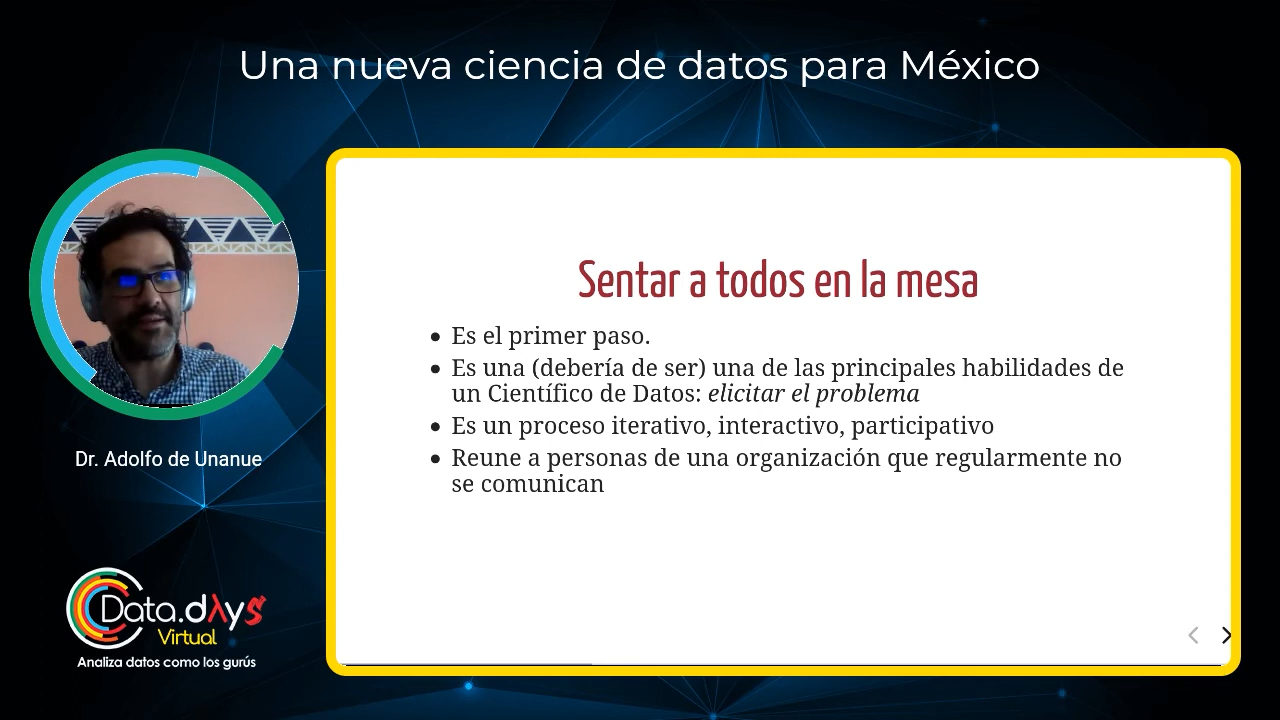 Una nueva ciencia de datos para México
Sentar a todos en la mesa
Es el primer paso.
Es una (debería de ser) una de las principales habilidades de
un Científico de Datos: elicitar el problema
Es un proceso iterativo, interactivo, participativo
Reune a personas de una organización que regularmente no
se comunican
Dr. Adolfo de Unanue
Data.dAys
Virtual
Analiza datos como los gurús